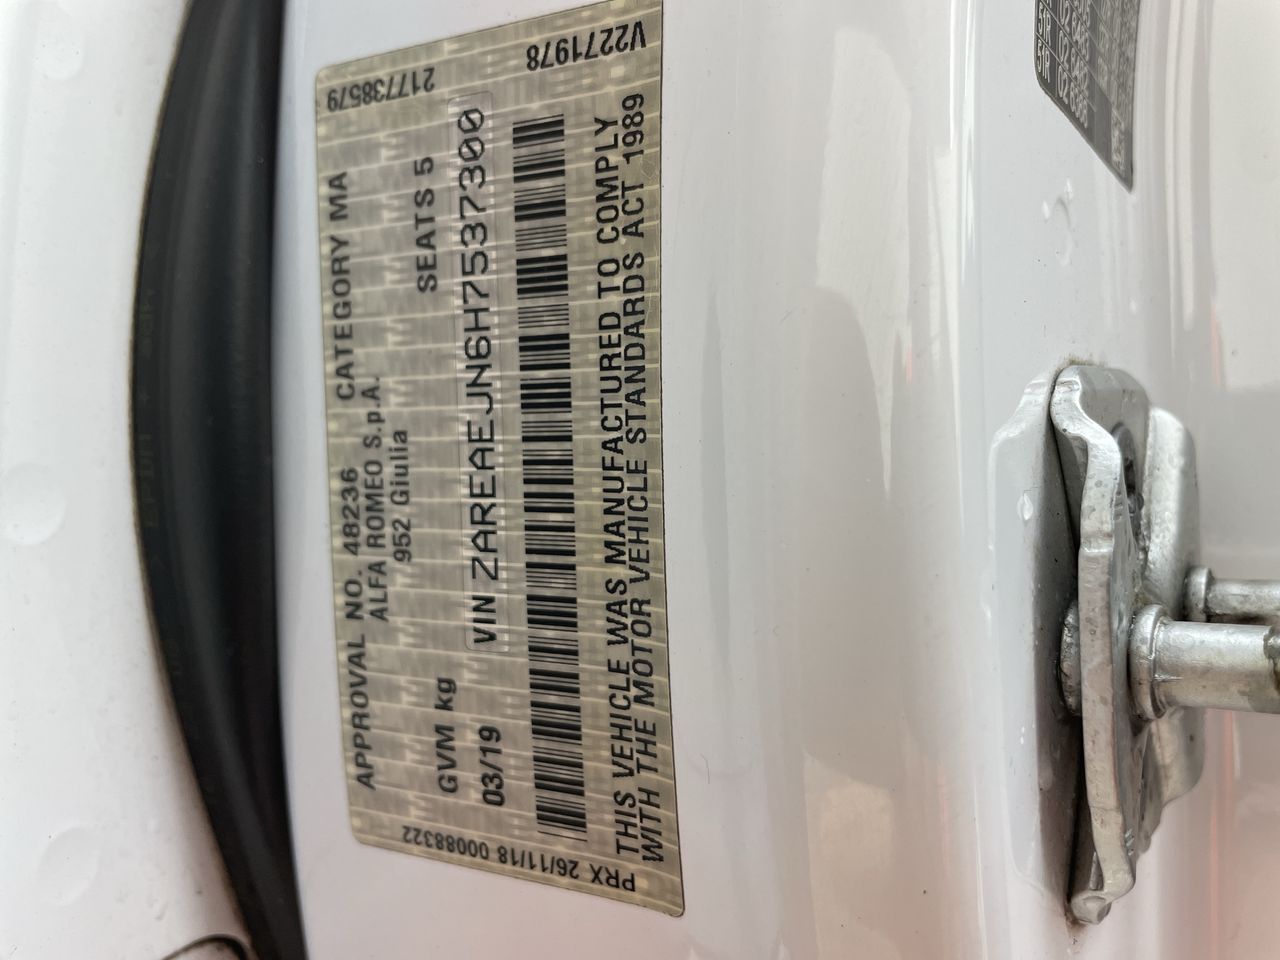 APPROVAL NO. 48236 CATEGORY MA
ALFA ROMEO S.p.A.
952 Giulia
GVM kg SEATS 5
03/19 VIN ZAREAEJN6H7537300
THIS VEHICLE WAS MANUFACTURED TO COMPLY
WITH THE MOTOR VEHICLE STANDARDS ACT 1989
217738579
V2271978
PRX 26/11/18 00088322